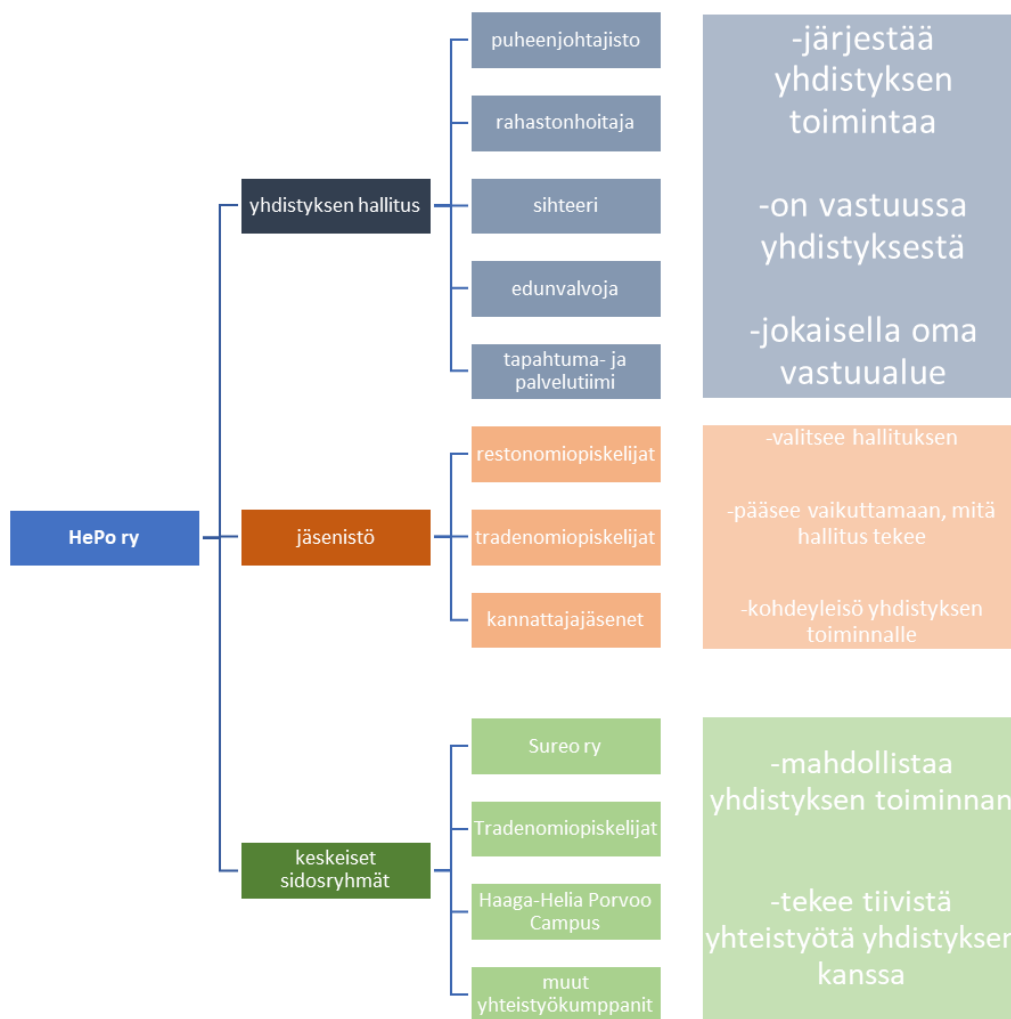 HePo ry
yhdistyksen hallitus
puheenjohtajisto
rahastonhoitaja
sihteeri
edunvalvoja
tapahtuma- ja
palvelutiimi
-järjestää
yhdistyksen
toimintaa
-on vastuussa
yhdistyksestä
-jokaisella oma
vastuualue
jäsenistö
restonomiopiskelijat
tradenomiopiskelijat
kannattajajäsenet
-valitsee hallituksen
-pääsee vaikuttamaan, mitä
hallitus tekee
-kohdeyleisö yhdistyksen
toiminnalle
keskeiset
sidosryhmät
Sureo ry
Tradenomiopiskelijat
Haaga-Helia Porvoo
Campus
muut
yhteistyökumppanit
-mahdollistaa
yhdistyksen toiminnan
-tekee tiivistä
yhteistyötä yhdistyksen
kanssa